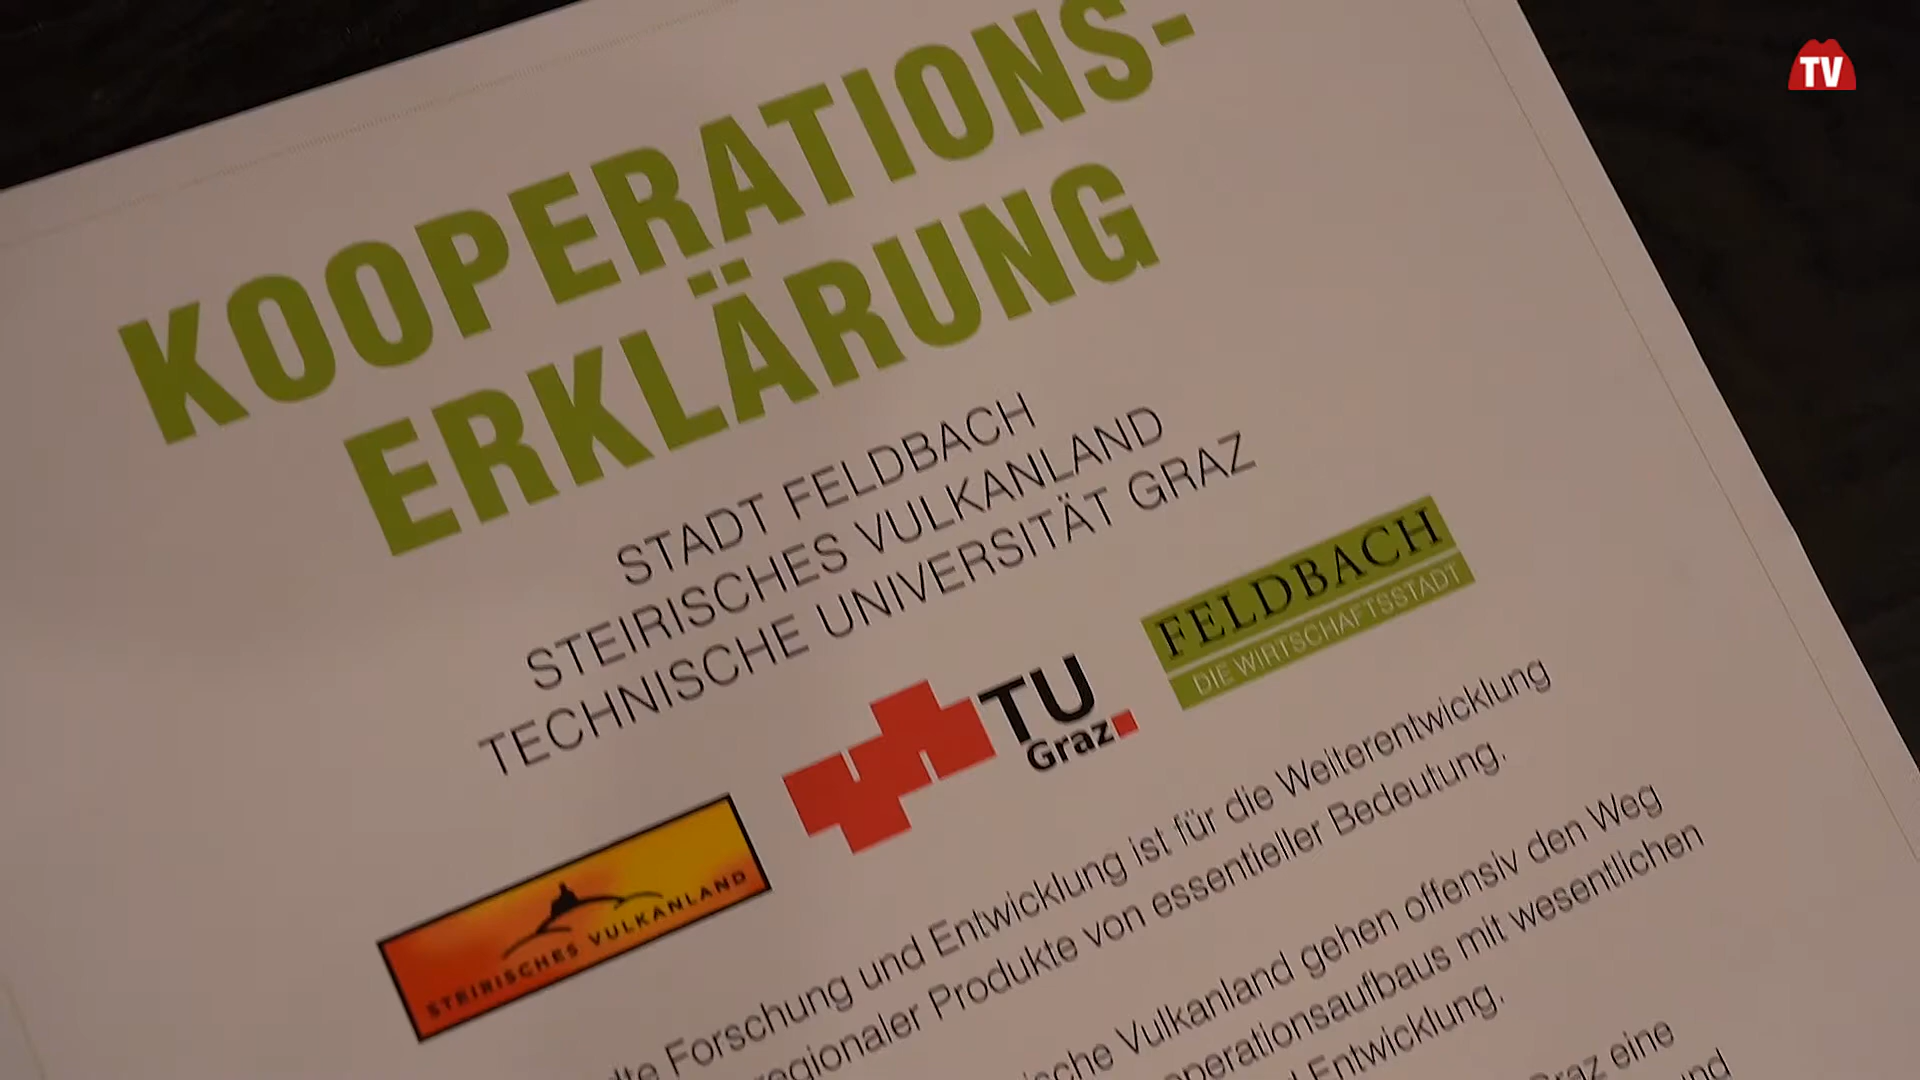 TV
KOOPERATIONS-
ERKLÄRUNG
STADT FELDBACH
STEIRISCHES VULKANLAND
TECHNISCHE UNIVERSITÄT GRAZ
STEIRISCHES VULKANLAND
TU
Graz
FELDBACH
DIE WIRTSCHAFTSSTADT
Forschung und Entwicklung ist für die Weiterentwicklung
regionaler Produkte von essentieller Bedeutung.
Vulkanland gehen offensiv den Weg
mit wesentlichen
Entwicklung.
eine